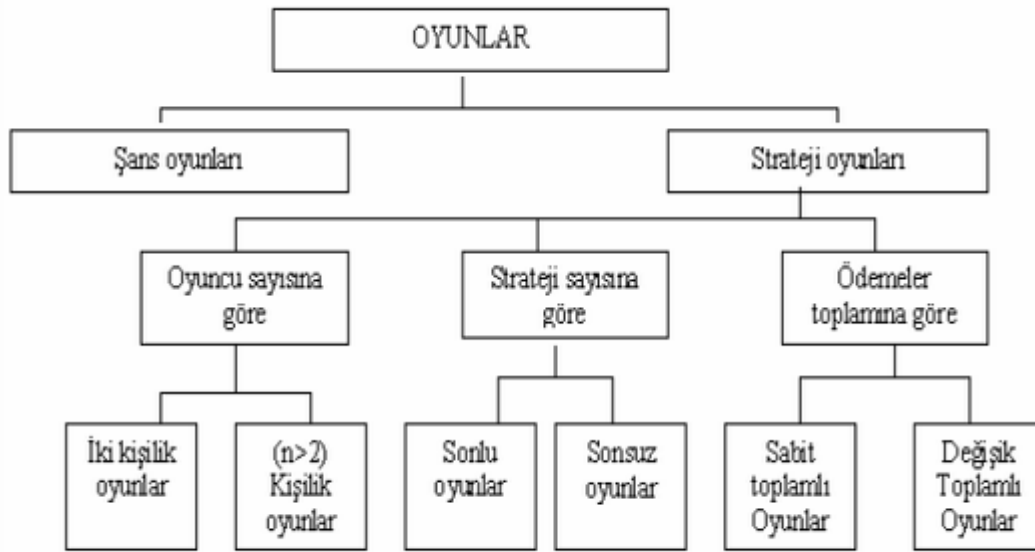 OYUNLAR
Şans oyunları
Strateji oyunları
Oyuncu sayısına
göre
Strateji sayısına
göre
Ödemeler
toplamına göre
İki kişilik
oyunlar
(n>2)
Kişilik
oyunlar
Sonlu
oyunlar
Sonsuz
oyunlar
Sabit
toplamlı
Oyunlar
Değişik
Toplamlı
Oyunlar